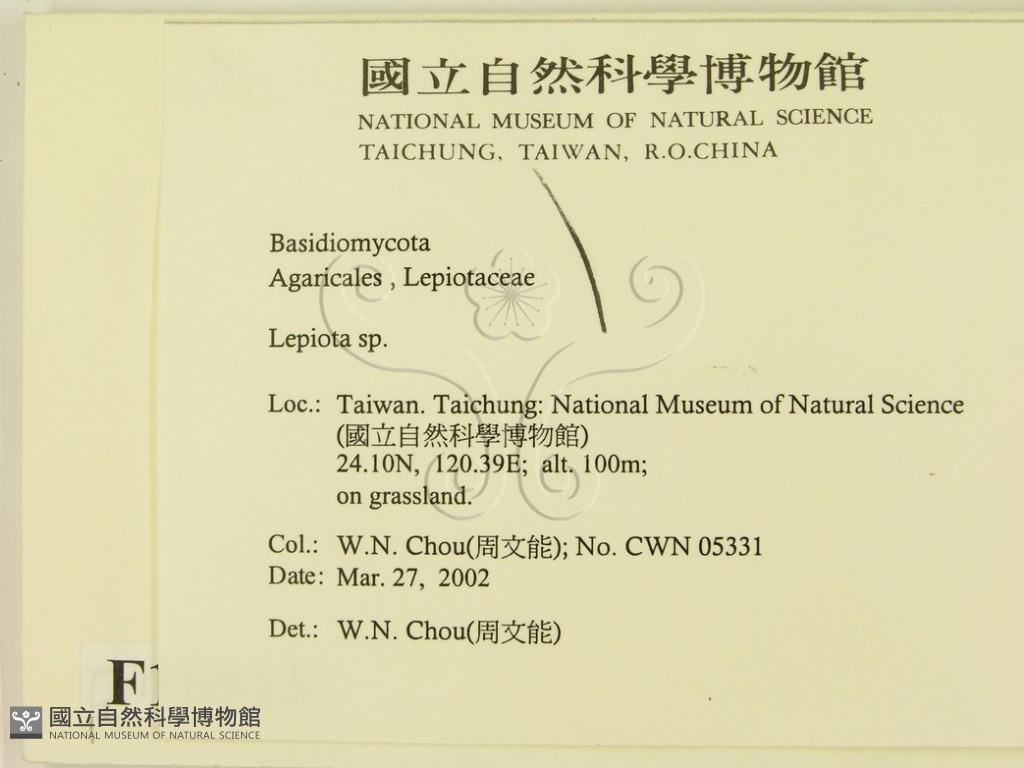 國立自然科學博物館
NATIONAL MUSEUM OF NATURAL SCIENCE
TAICHUNG, TAIWAN, R.O.CHINA
Basidiomycota
Agaricales , Lepiotaceae
Lepiota sp.
Loc.: Taiwan. Taichung: National Museum of Natural Science
(國立自然科學博物館)
24.10N, 120.39E; alt. 100m;
on grassland.
Col.: W.N. Chou(周文能); No. CWN 05331
Date: Mar. 27, 2002
Det.: W.N. Chou(周文能)
F
國立自然科學博物館
NATIONAL MUSEUM OF NATURAL SCIENCE